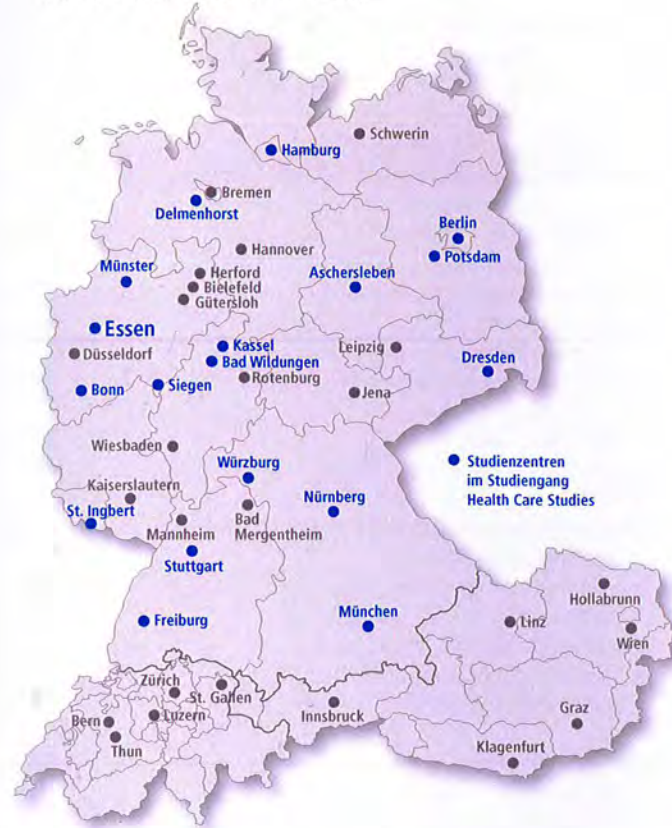 Schwerin
Hamburg
Bremen
Delmenhorst
Berlin
Hannover
Potsdam
Münster
Herford
Aschersleben
Bielefeld
Gütersloh
Essen
Kassel
Leipzig
Düsseldorf
Bad Wildungen
Dresden
Rotenburg
Siegen
Bonn
Jena
Wiesbaden
Würzburg
Studienzentren
im Studiengang
Health Care Studies
Kaiserslautern
Nürnberg
St. Ingbert
Bad
Mergentheim
Mannheim
Stuttgart
Hollabrunn
Freiburg
München
Linz
Wien
Zürich
St. Gallen
Bern
Luzern
Innsbruck
Graz
Thun
Klagenfurt